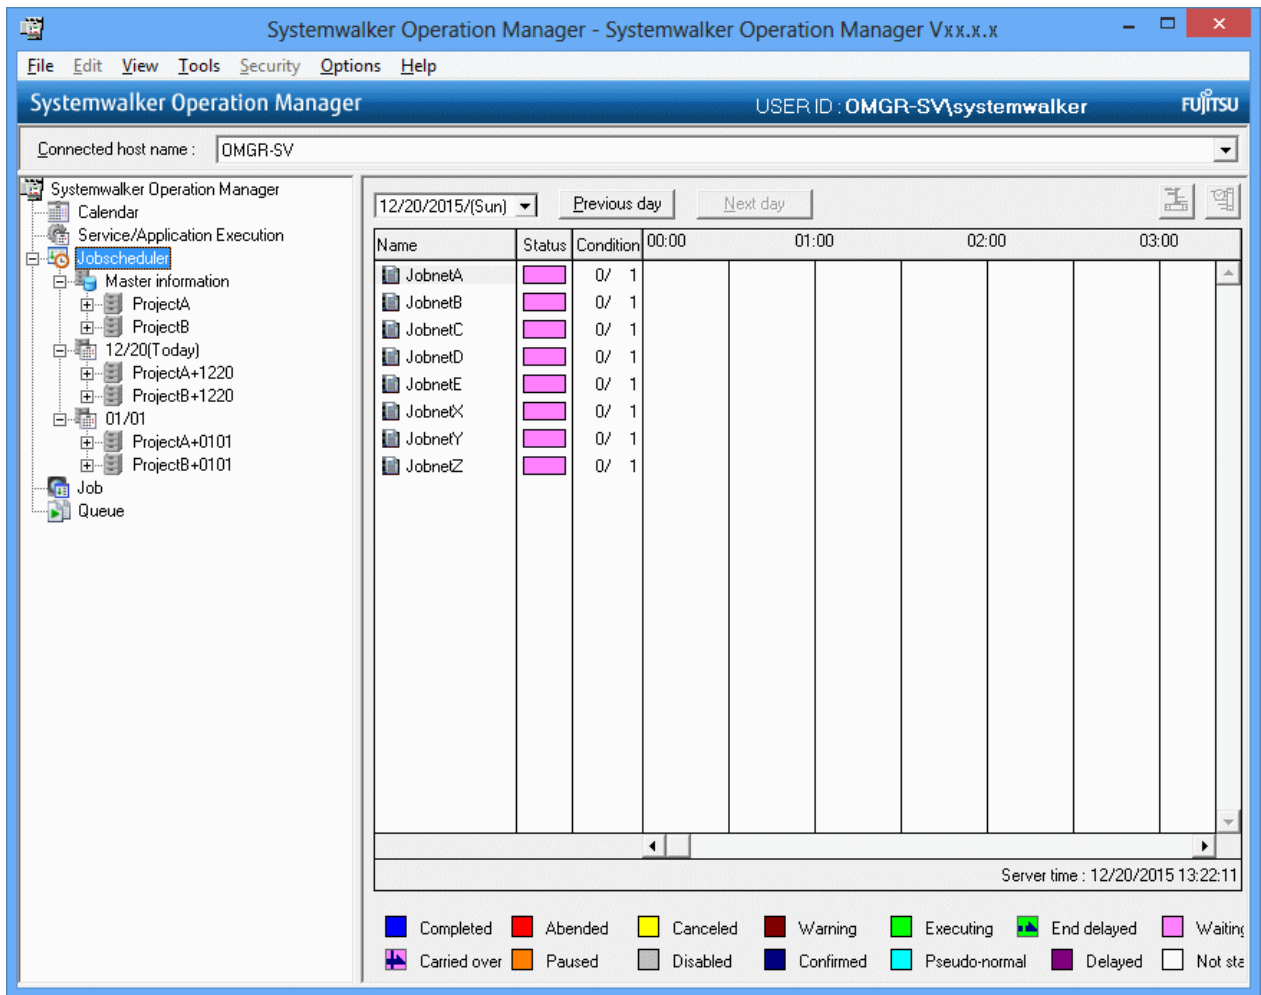 Systemwalker Operation Manager - Systemwalker Operation Manager Vxx.x.x
File Edit View Tools Security Options Help
Systemwalker Operation Manager USER ID : OMGR-SV\systemwalker FUJITSU
Connected host name : OMGR-SV
Systemwalker Operation Manager
Calendar
Service/Application Execution
Jobscheduler
Master information
ProjectA
ProjectB
12/20(Today)
ProjectA+1220
ProjectB+1220
01/01
ProjectA+0101
ProjectB+0101
Job
Queue
12/20/2015/(Sun) Previous day Next day
Name Status Condition 00:00 01:00 02:00 03:00
JobnetA 0/ 1
JobnetB 0/ 1
JobnetC 0/ 1
JobnetD 0/ 1
JobnetE 0/ 1
JobnetX 0/ 1
JobnetY 0/ 1
JobnetZ 0/ 1
Server time : 12/20/2015 13:22:11
Completed Abended Canceled Warning Executing End delayed Waiting
Carried over Paused Disabled Confirmed Pseudo-normal Delayed Not sta